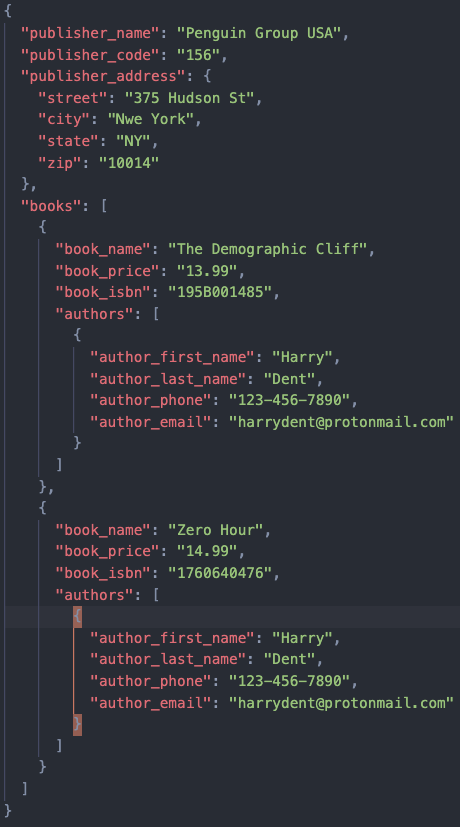 {
  "publisher_name": "Penguin Group USA",
  "publisher_code": "156",
  "publisher_address": {
    "street": "375 Hudson St",
    "city": "Nwe York",
    "state": "NY",
    "zip": "10014"
  },
  "books": [
    {
      "book_name": "The Demographic Cliff",
      "book_price": "13.99",
      "book_isbn": "195B001485",
      "authors": [
        {
          "author_first_name": "Harry",
          "author_last_name": "Dent",
          "author_phone": "123-456-7890",
          "author_email": "harrydent@protonmail.com"
        }
      ]
    },
    {
      "book_name": "Zero Hour",
      "book_price": "14.99",
      "book_isbn": "1760640476",
      "authors": [
        {
          "author_first_name": "Harry",
          "author_last_name": "Dent",
          "author_phone": "123-456-7890",
          "author_email": "harrydent@protonmail.com"
        }
      ]
    }
  ]
}